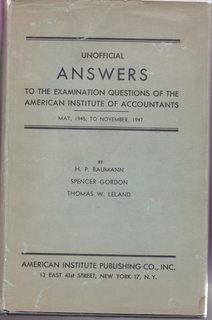 UNOFFICIAL
ANSWERS
TO THE EXAMINATION QUESTIONS OF THE
AMERICAN INSTITUTE OF ACCOUNTANTS
MAY, 1945, TO NOVEMBER, 1947
BY
H. P. BAUMANN
SPENCER GORDON
THOMAS W. LELAND
AMERICAN INSTITUTE PUBLISHING CO., INC.
13 EAST 41st STREET, NEW YORK 17, N. Y.